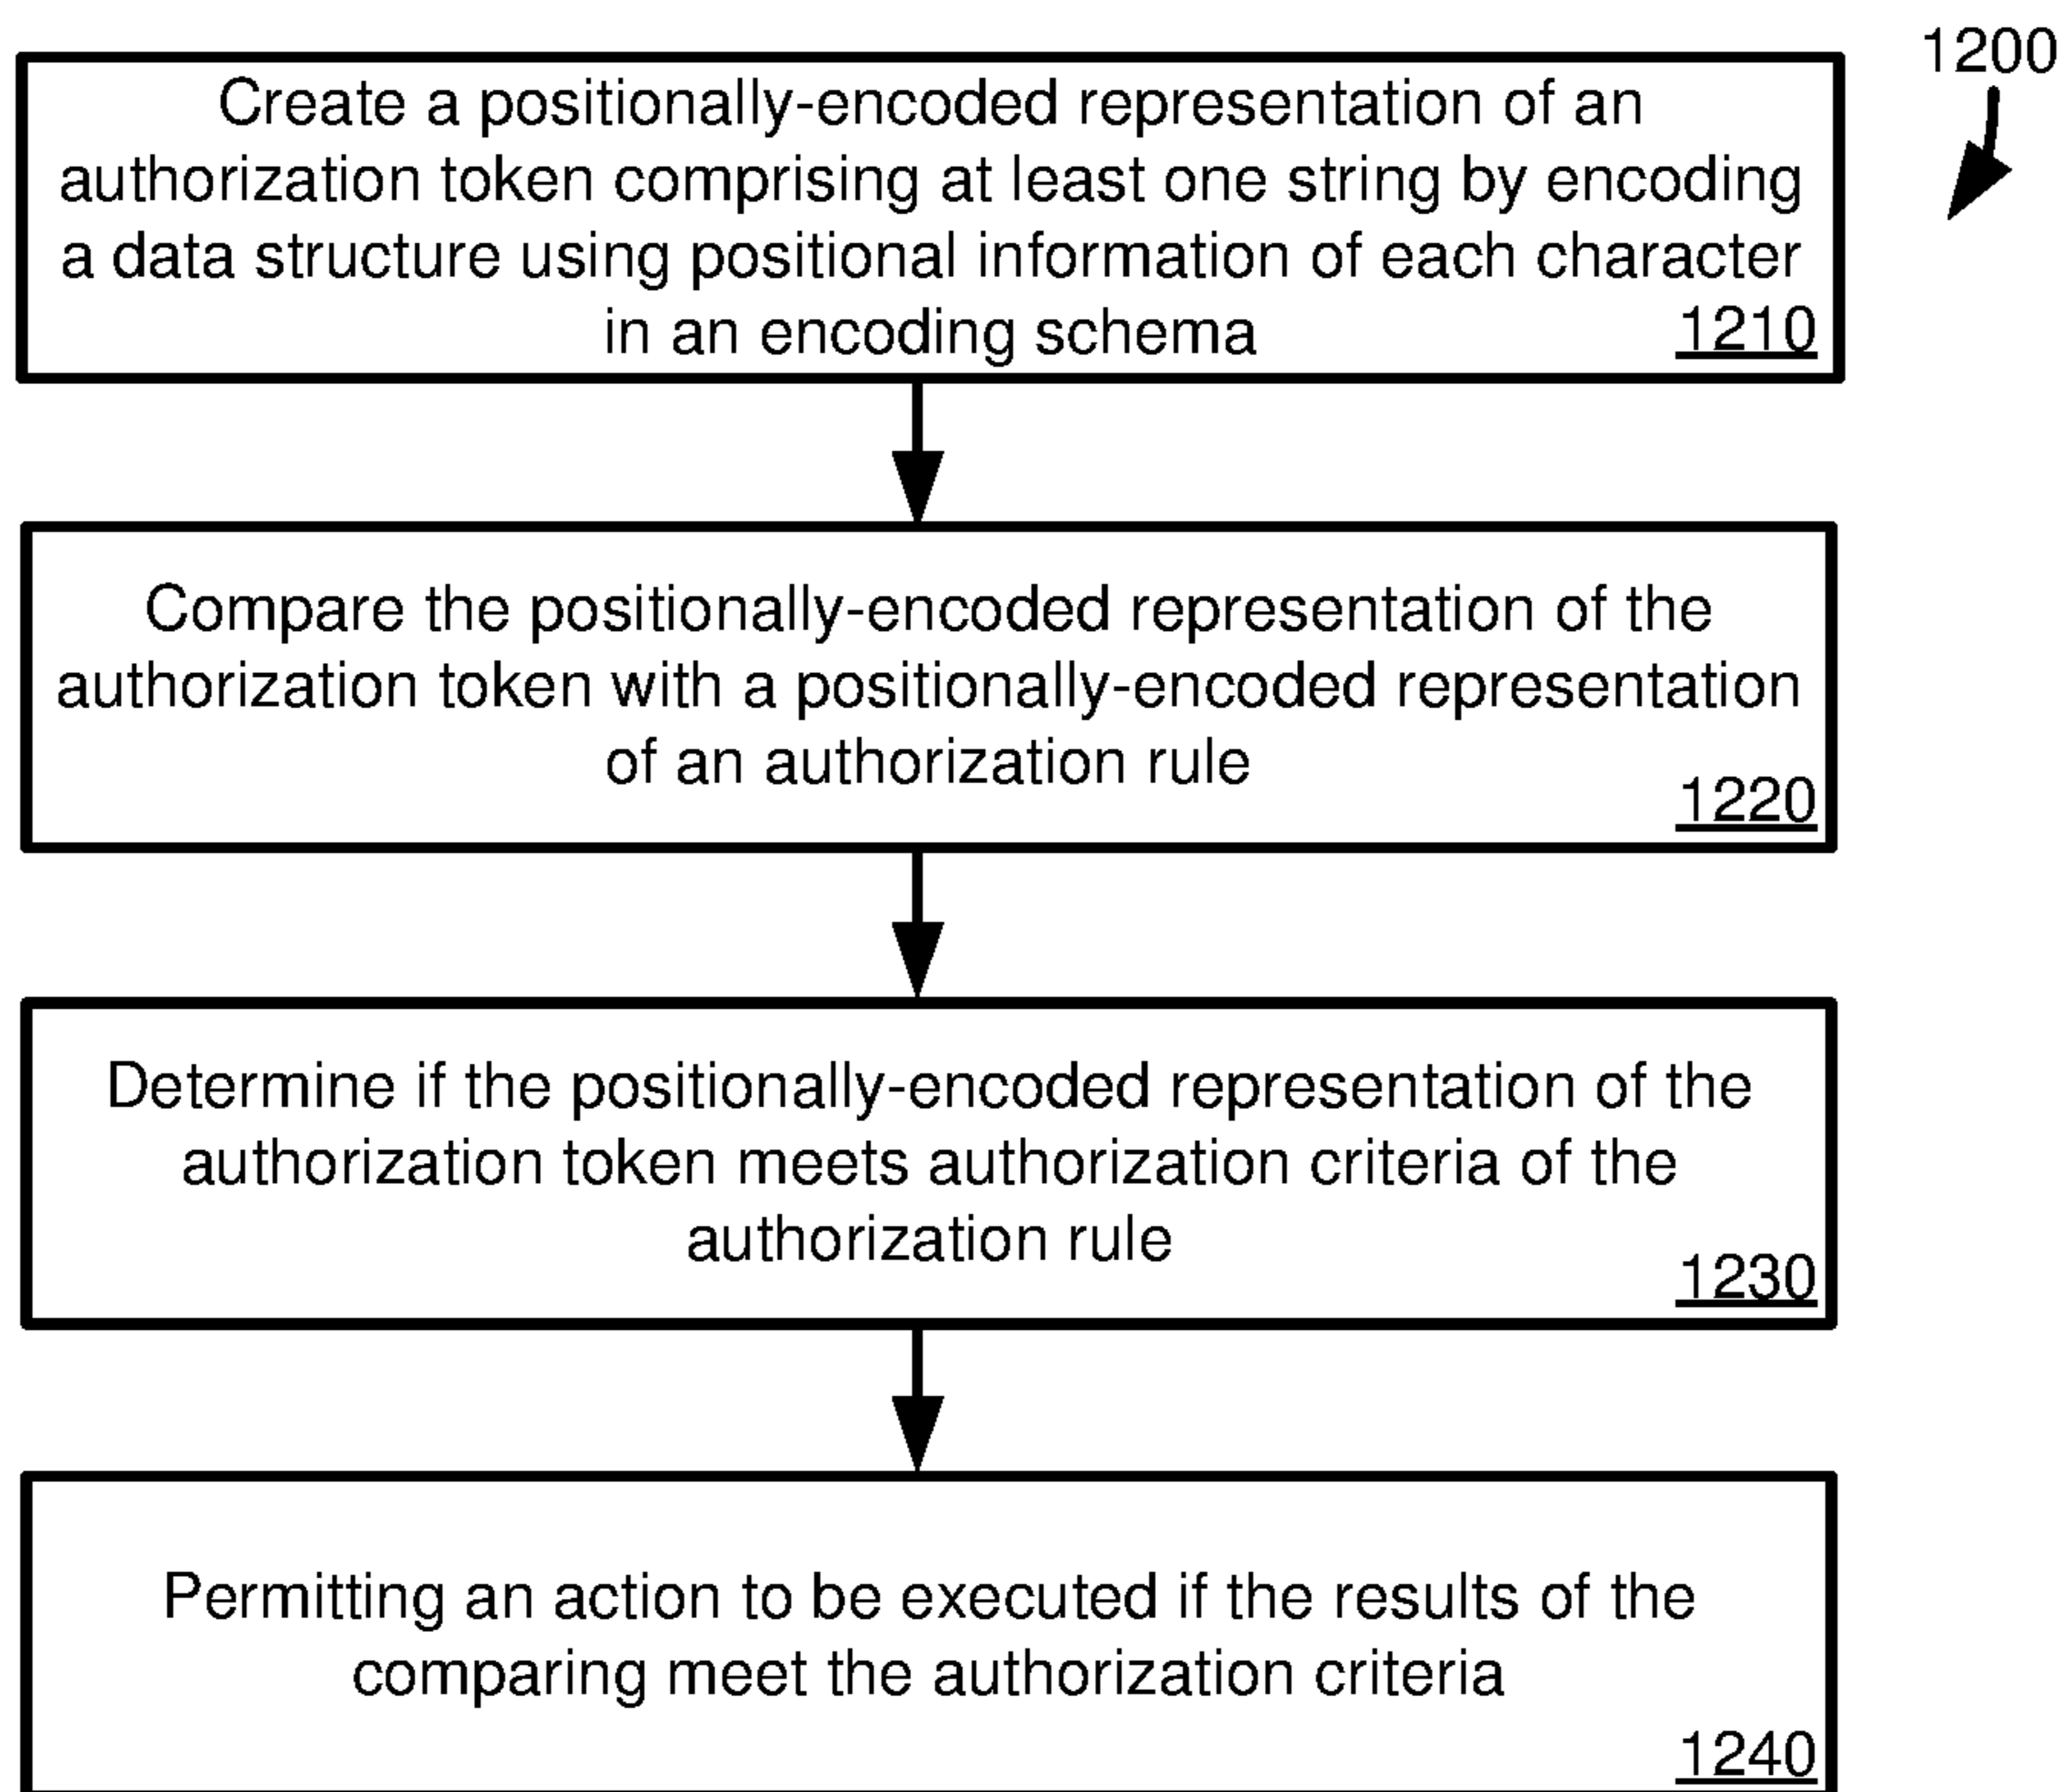 1200
Create a positionally-encoded representation of an
authorization token comprising at least one string by encoding
a data structure using positional information of each character
in an encoding schema
1210
Compare the positionally-encoded representation of the
authorization token with a positionally-encoded representation
of an authorization rule
1220
Determine if the positionally-encoded representation of the
authorization token meets authorization criteria of the
authorization rule
1230
Permitting an action to be executed if the results of the
comparing meet the authorization criteria
1240